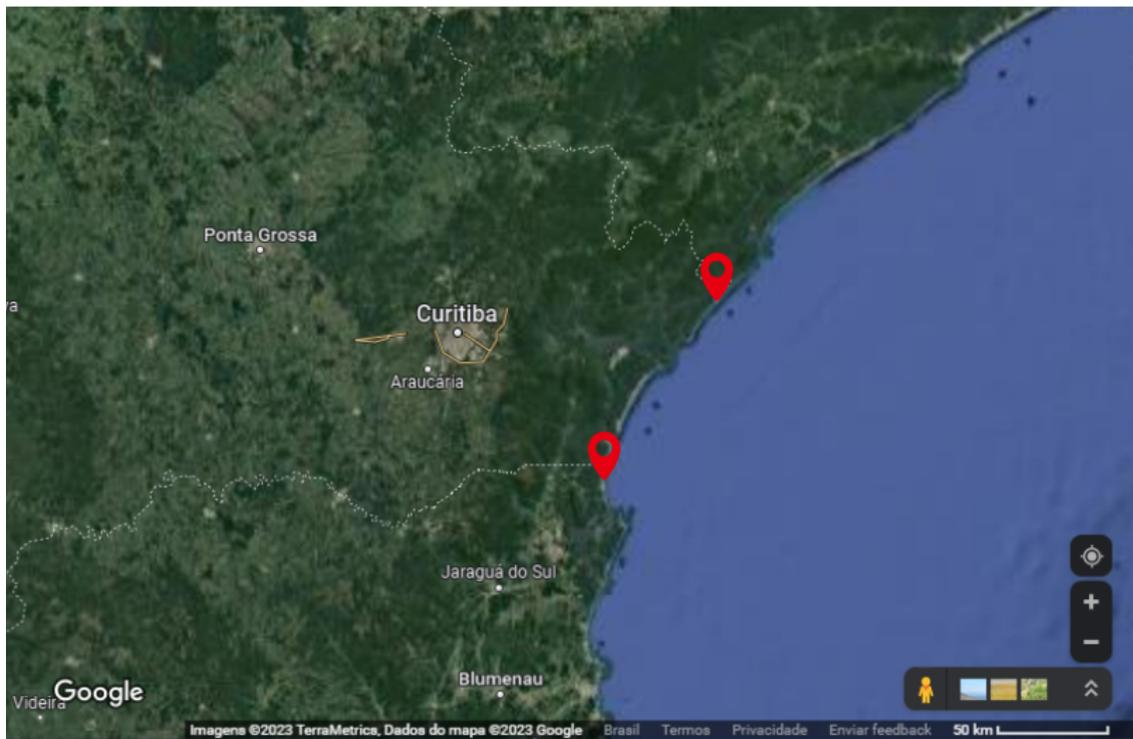 Ponta Grossa
va
Curitiba
Araucária
Jaraguá do Sul
Blumenau
Videira
Google
Imagens ©2023 TerraMetrics, Dados do mapa ©2023 Google Brasil Termos Privacidade Enviar feedback 50 km